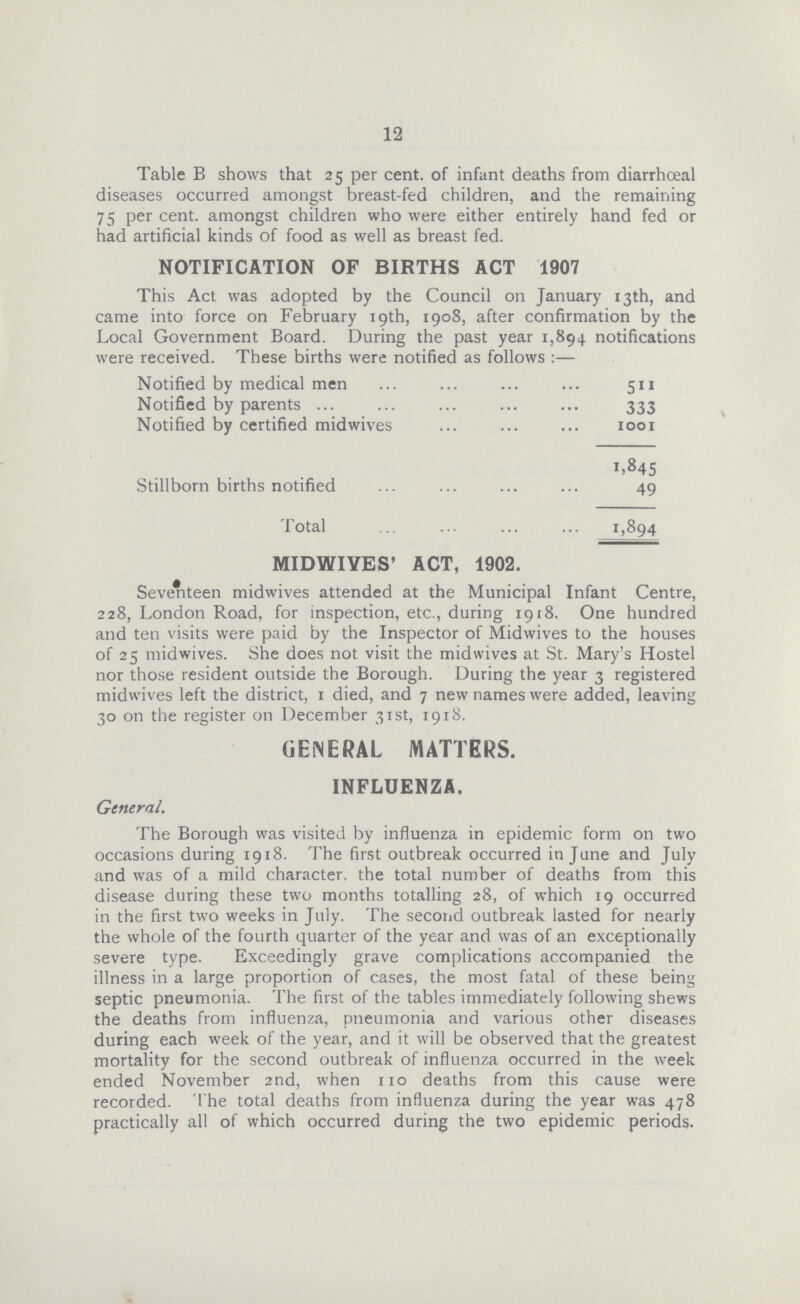 12
Table B shows that 25 per cent. of infant deaths from diarrhœal
diseases occurred amongst breast-fed children, and the remaining
75 per cent. amongst children who were either entirely hand fed or
had artificial kinds of food as well as breast fed.
NOTIFICATION OF BIRTHS ACT 1907
This Act was adopted by the Council on January 13th, and
came into force on February 19th, 1908, after confirmation by the
Local Government Board. During the past year 1,894 notifications
were received. These births were notified as follows :—
Notified by medical men ... ... ... ... 511
Notified by parents ... ... ... ... ... 333
Notified by certified midwives ... ... ... 1001
1,845
Stillborn births notified ... ... ... ... 49
Total ... ... ... ... 1,894
MIDWIVES' ACT, 1902.
Seventeen midwives attended at the Municipal Infant Centre,
228, London Road, for inspection, etc., during 1918. One hundred
and ten visits were paid by the Inspector of Midwives to the houses
of 25 midwives. She does not visit the midwives at St. Mary's Hostel
nor those resident outside the Borough. During the year 3 registered
midwives left the district, 1 died, and 7 new names were added, leaving
30 on the register on December 31st, 1918.
GENERAL MATTERS.
INFLUENZA.
General.
The Borough was visited by influenza in epidemic form on two
occasions during 1918. The first outbreak occurred in June and July
and was of a mild character. the total number of deaths from this
disease during these two months totalling 28, of which 19 occurred
in the first two weeks in July. The second outbreak lasted for nearly
the whole of the fourth quarter of the year and was of an exceptionally
severe type. Exceedingly grave complications accompanied the
illness in a large proportion of cases, the most fatal of these being
septic pneumonia. The first of the tables immediately following shews
the deaths from influenza, pneumonia and various other diseases
during each week of the year, and it will be observed that the greatest
mortality for the second outbreak of influenza occurred in the week
ended November 2nd, when 110 deaths from this cause were
recorded. The total deaths from influenza during the year was 478
practically all of which occurred during the two epidemic periods.